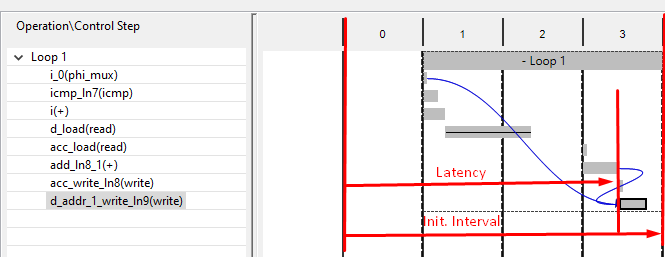 Operation\Control Step
0 1 2 3
Loop 1
- Loop 1
i_0(phi_mux)
icmp_ln7(icmp)
i(+)
d_load(read)
acc_load(read)
add_ln8_1(+)
acc_write_ln8(write)
Latency
d_addr_1_write_ln9(write)
Init. Interval